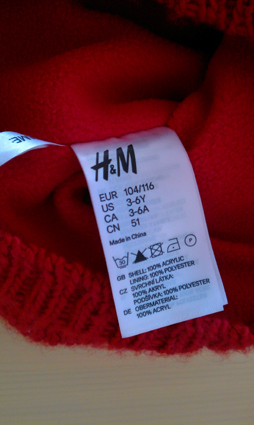 H&M
EUR 104/116
US 3-6Y
CA 3-6A
CN 51
Made in China
GB SHELL: 100% ACRYLIC
LINING: 100% POLYESTER
CZ SVRCHNÍ LÁTKA:
100% AKRYL
PODŠÍVKA: 100% POLYESTER
DE OBERMATERIAL:
100% ACRYL